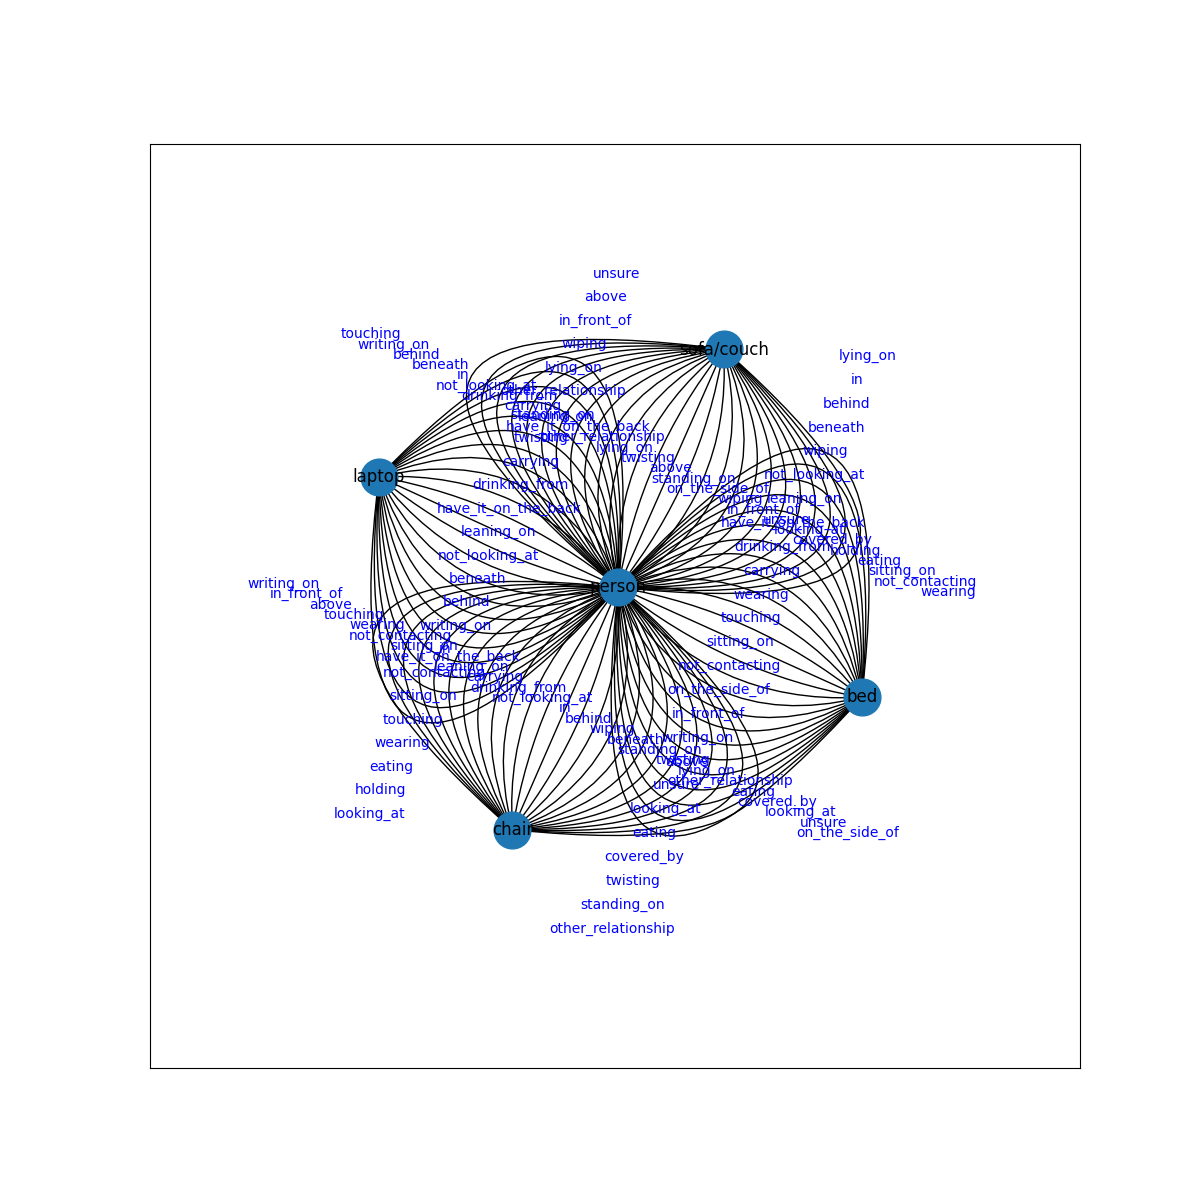 unsure
above
in_front_of
touching
writing_on
wiping
sofa/couch
behind
lying_on
beneath
lying_on
in
in
not_looking_at
other_relationship
drinking_from
behind
carrying
standing_on
leaning_on
have_it_on_the_back
beneath
twisting
other_relationship
lying_on
wiping
twisting
carrying
above
laptop
standing_on
not_looking_at
drinking_from
on_the_side_of
wiping
leaning_on
have_it_on_the_back
in_front_of
unsure
have_it_on_the_back
leaning_on
looking_at
covered_by
drinking_from
holding
not_looking_at
eating
carrying
sitting_on
beneath
not_contacting
writing_on
person
wearing
in_front_of
wearing
above
behind
touching
touching
wearing
writing_on
not_contacting
sitting_on
sitting_on
have_it_on_the_back
leaning_on
not_contacting
not_contacting
carrying
drinking_from
on_the_side_of
sitting_on
not_looking_at
bed
in
in_front_of
touching
behind
wiping
beneath
writing_on
wearing
standing_on
twisting
above
eating
lying_on
other_relationship
holding
unsure
eating
covered_by
looking_at
looking_at
looking_at
unsure
chair
eating
on_the_side_of
covered_by
twisting
standing_on
other_relationship